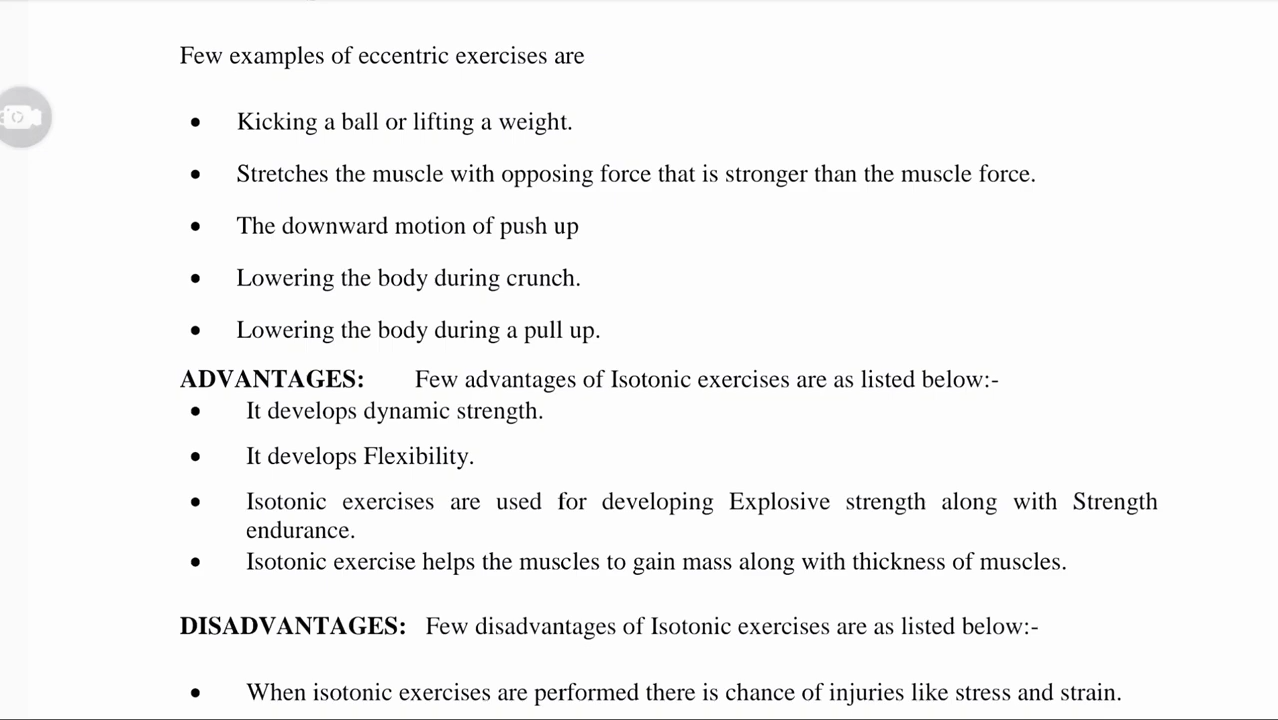 Few examples of eccentric exercises are
• Kicking a ball or lifting a weight.
• Stretches the muscle with opposing force that is stronger than the muscle force.
• The downward motion of push up
• Lowering the body during crunch.
• Lowering the body during a pull up.
ADVANTAGES: Few advantages of Isotonic exercises are as listed below:-
• It develops dynamic strength.
• It develops Flexibility.
• Isotonic exercises are used for developing Explosive strength along with Strength
endurance.
• Isotonic exercise helps the muscles to gain mass along with thickness of muscles.
DISADVANTAGES: Few disadvantages of Isotonic exercises are as listed below:-
• When isotonic exercises are performed there is chance of injuries like stress and strain.